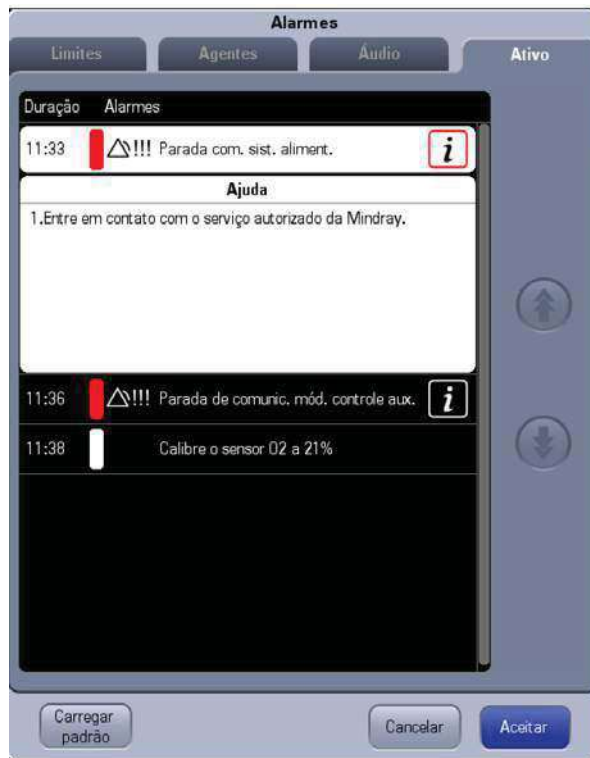 Alarmes
Limites Agentes Áudio Ativo
Duração Alarmes
11:33 !!! Parada com. sist. aliment. i
Ajuda
1.Entre em contato com o serviço autorizado da Mindray.
11:36 !!! Parada de comunic. mód. controle aux. i
11:38 Calibre o sensor O2 a 21%
Carregar
padrão
Cancelar
Aceitar